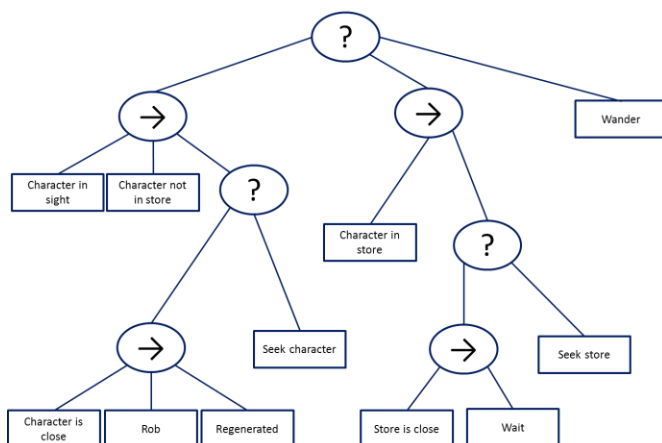 ?
→
→
Wander
Character in
sight
Character not
in store
?
Character in
store
?
→
Seek character
→
Seek store
Character is
close
Rob
Regenerated
Store is close
Wait